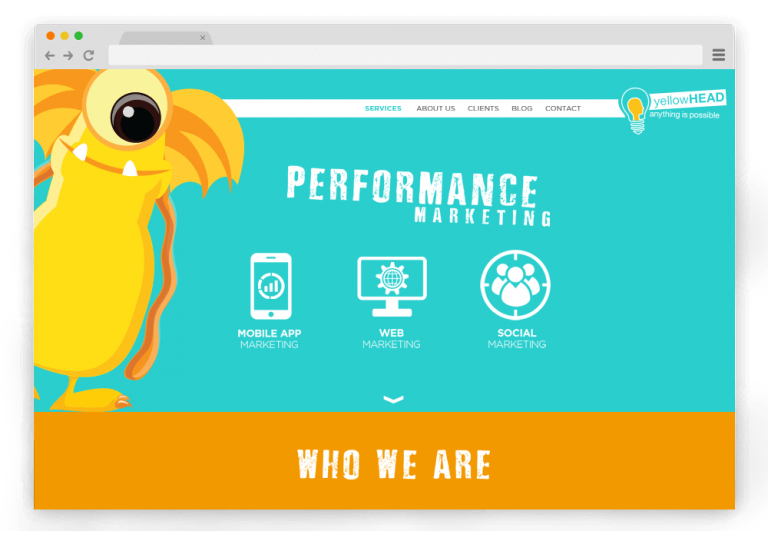 SERVICES ABOUT US CLIENTS BLOG CONTACT
yellowHEAD
anything is possible
PERFORMANCE
MARKETING
MOBILE APP
MARKETING
WEB
MARKETING
SOCIAL
MARKETING
WHO WE ARE